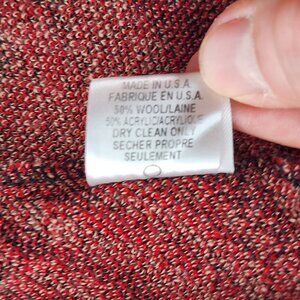 MADE IN U.S.A.
FABRIQUE EN U.S.A.
50% WOOL/LAINE
50% ACRYLIC/ACRYLIQUE
DRY CLEAN ONLY
SECHER PROPRE
SEULEMENT